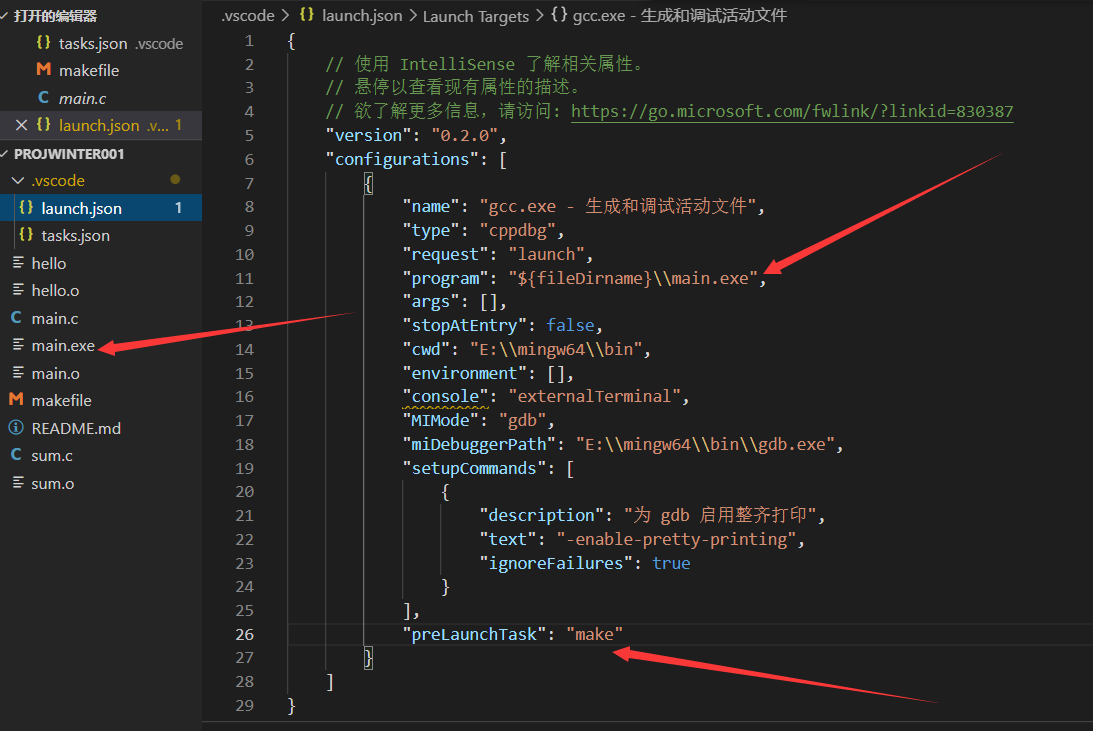 打开的编辑器
tasks.json .vscode
makefile
main.c
launch.json .v... 1
PROJWINTER001
.vscode
launch.json 1
tasks.json
hello
hello.o
main.c
main.exe
main.o
makefile
README.md
sum.c
sum.o
.vscode > {} launch.json > Launch Targets > {} gcc.exe - 生成和调试活动文件
1 {
2 // 使用 IntelliSense 了解相关属性。
3 // 悬停以查看现有属性的描述。
4 // 欲了解更多信息，请访问: https://go.microsoft.com/fwlink/?linkid=830387
5 "version": "0.2.0",
6 "configurations": [
7 {
8 "name": "gcc.exe - 生成和调试活动文件",
9 "type": "cppdbg",
10 "request": "launch",
11 "program": "${fileDirname}\\main.exe",
12 "args": [],
13 "stopAtEntry": false,
14 "cwd": "E:\\mingw64\\bin",
15 "environment": [],
16 "console": "externalTerminal",
17 "MIMode": "gdb",
18 "miDebuggerPath": "E:\\mingw64\\bin\\gdb.exe",
19 "setupCommands": [
20 {
21 "description": "为 gdb 启用整齐打印",
22 "text": "-enable-pretty-printing",
23 "ignoreFailures": true
24 }
25 ],
26 "preLaunchTask": "make"
27 }
28 ]
29 }